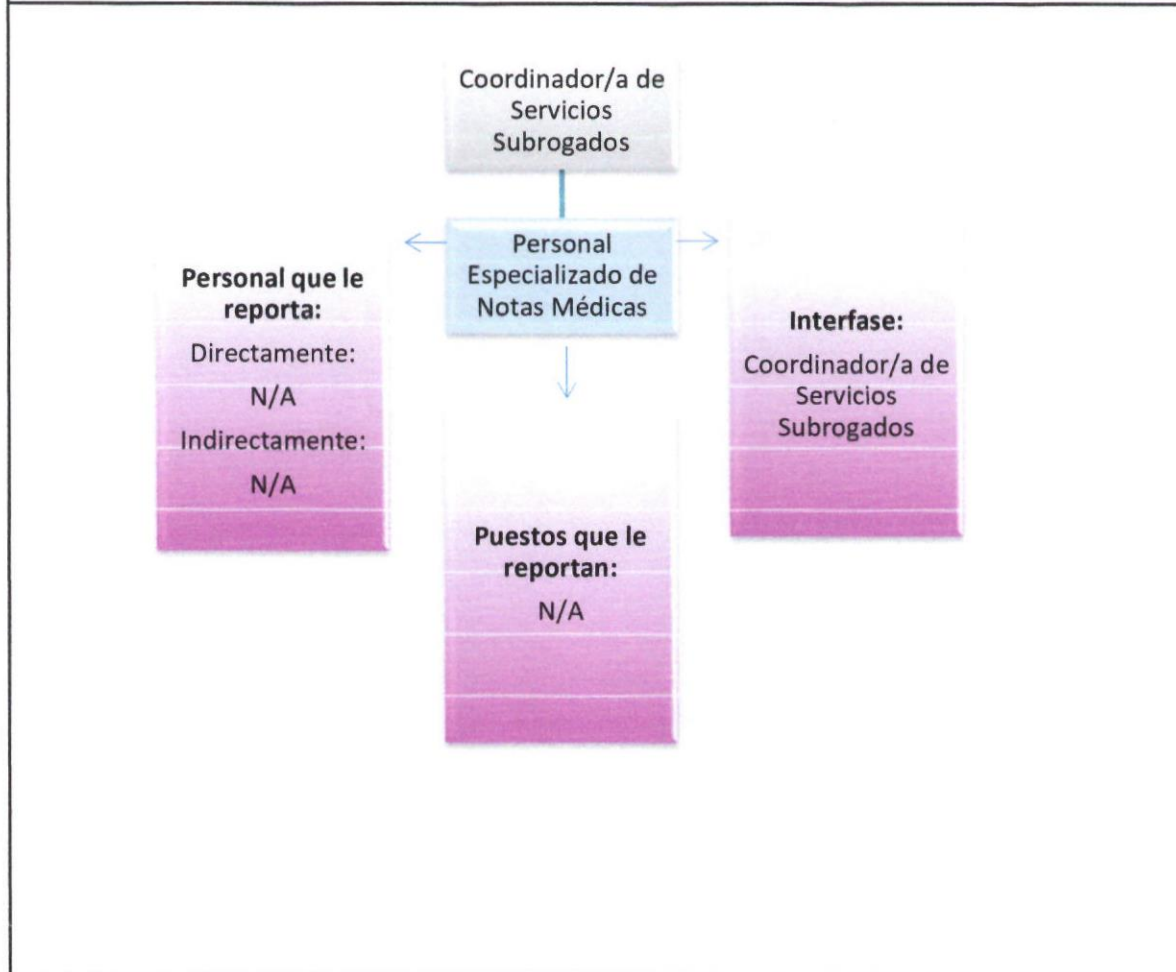 Coordinador/a de
Servicios
Subrogados
Personal
Especializado de
Notas Médicas
Personal que le
reporta:
Directamente:
N/A
Indirectamente:
N/A
Interfase:
Coordinador/a de
Servicios
Subrogados
Puestos que le
reportan:
N/A